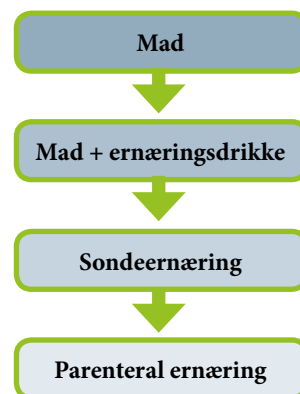 Mad
Mad + ernæringsdrikke
Sondeernæring
Parenteral ernæring